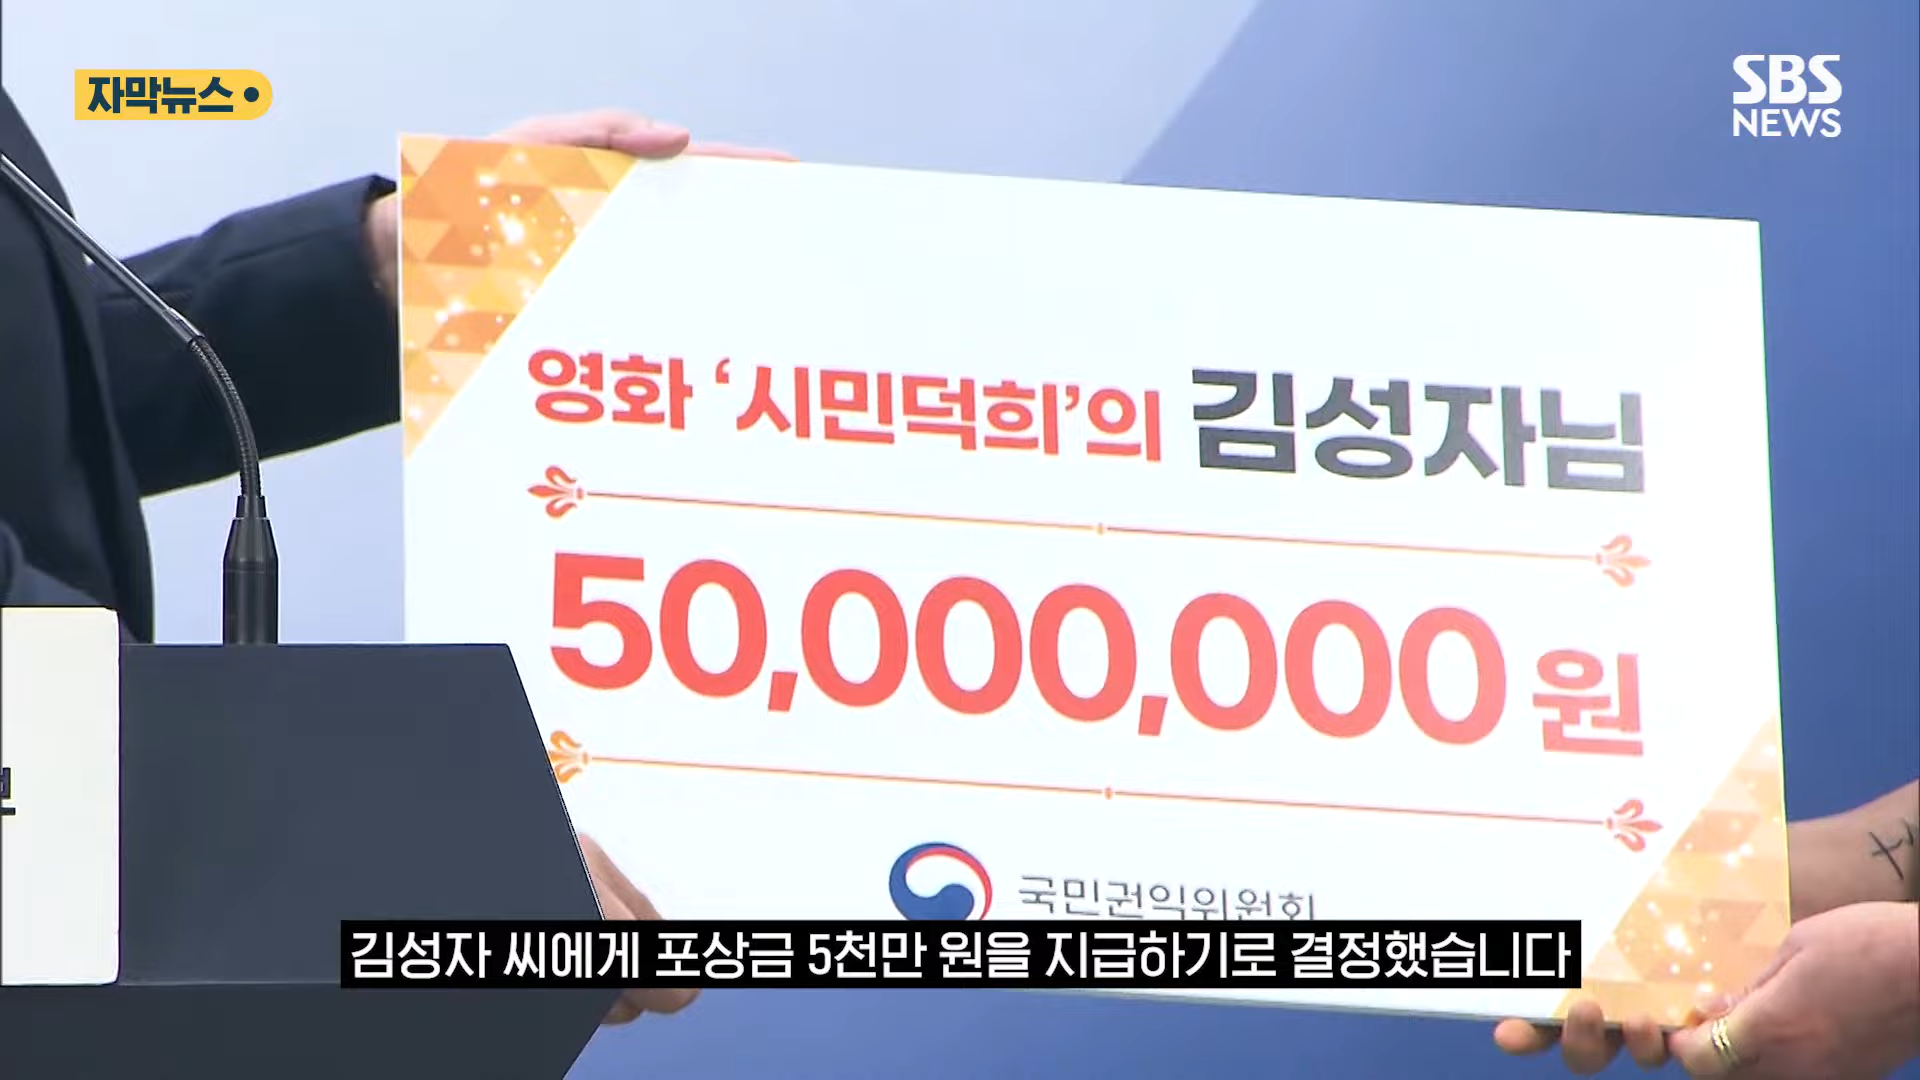 자막뉴스
SBS
NEWS
영화 ‘시민덕희’의 김성자님
50,000,000 원
국민권익위원회
김성자 씨에게 포상금 5천만 원을 지급하기로 결정했습니다